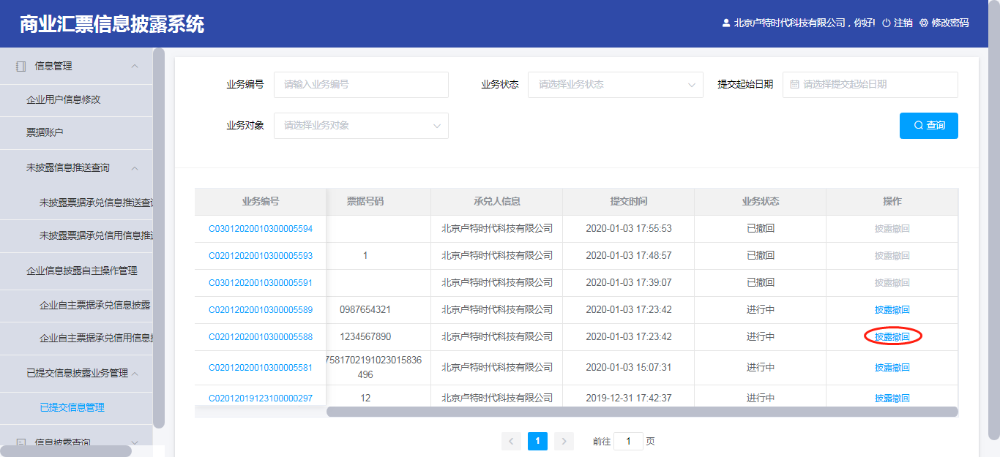 商业汇票信息披露系统
北京卢特时代科技有限公司，你好! 注销 修改密码
信息管理
企业用户信息修改
票据账户
未披露信息推送查询
未披露票据承兑信息推送查
未披露票据承兑信用信息推
企业信息披露自主操作管理
企业自主票据承兑信息披露
企业自主票据承兑信用信息
已提交信息披露业务管理
已提交信息管理
信息披露查询
业务编号 请输入业务编号 业务状态 请选择业务状态 提交起始日期 请选择提交起始日期
业务对象 请选择业务对象 查询
业务编号 票据号码 承兑人信息 提交时间 业务状态 操作
C03012020010300005594 北京卢特时代科技有限公司 2020-01-03 17:55:53 已撤回 披露撤回
C02012020010300005593 1 北京卢特时代科技有限公司 2020-01-03 17:48:57 已撤回 披露撤回
C03012020010300005591 北京卢特时代科技有限公司 2020-01-03 17:39:07 已撤回 披露撤回
C02012020010300005589 0987654321 北京卢特时代科技有限公司 2020-01-03 17:23:42 进行中 披露撤回
C02012020010300005588 1234567890 北京卢特时代科技有限公司 2020-01-03 17:23:42 进行中 披露撤回
C02012020010300005581 7581702191023015836 北京卢特时代科技有限公司 2020-01-03 15:07:31 进行中 披露撤回
496
C02012019123100000297 12 北京卢特时代科技有限公司 2019-12-31 17:42:37 进行中 披露撤回
1 前往 1 页